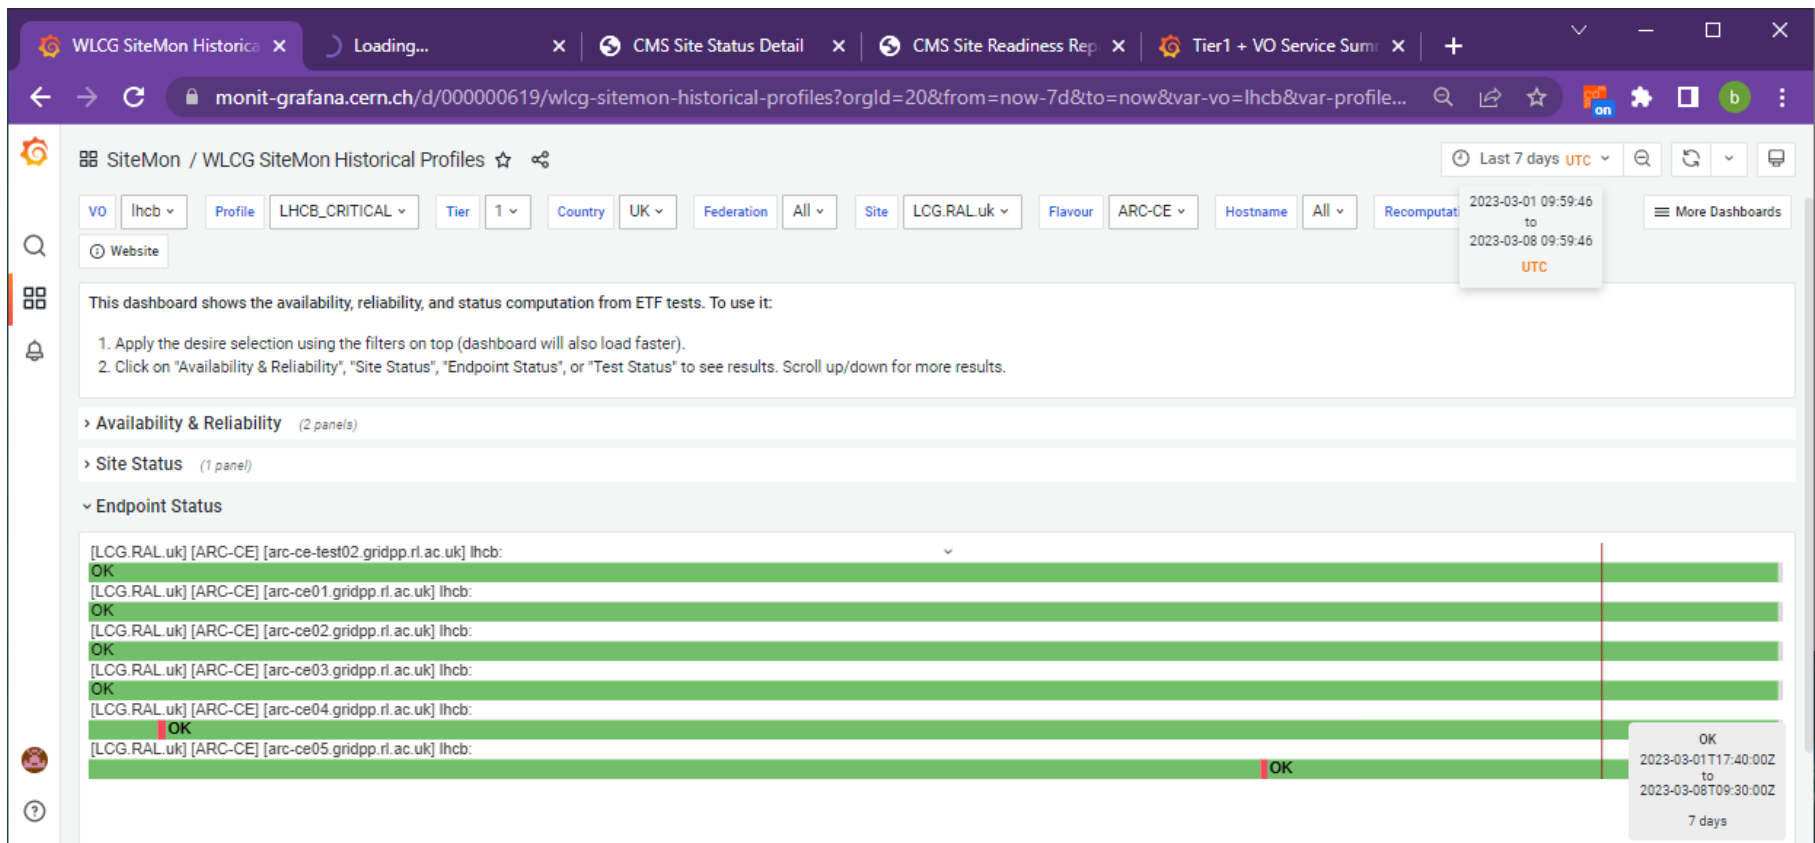 WLCG SiteMon Historica
Loading...
CMS Site Status Detail
CMS Site Readiness Rep
Tier1 + VO Service Sum
monit-grafana.cern.ch/d/000000619/wlcg-sitemon-historical-profiles?orgId=20&from=now-7d&to=now&var-vo=lhcb&var-profile...
on
b
SiteMon / WLCG SiteMon Historical Profiles
Last 7 days UTC
VO lhcb Profile LHCB_CRITICAL Tier 1 Country UK Federation All Site LCG.RAL.uk Flavour ARC-CE Hostname All Recomputati
More Dashboards
2023-03-01 09:59:46
to
2023-03-08 09:59:46
UTC
Website
This dashboard shows the availability, reliability, and status computation from ETF tests. To use it:
1. Apply the desire selection using the filters on top (dashboard will also load faster).
2. Click on "Availability & Reliability", "Site Status", "Endpoint Status", or "Test Status" to see results. Scroll up/down for more results.
Availability & Reliability (2 panels)
Site Status (1 panel)
Endpoint Status
[LCG.RAL.uk] [ARC-CE] [arc-ce-test02.gridpp.rl.ac.uk] lhcb:
OK
[LCG.RAL.uk] [ARC-CE] [arc-ce01.gridpp.rl.ac.uk] lhcb:
OK
[LCG.RAL.uk] [ARC-CE] [arc-ce02.gridpp.rl.ac.uk] lhcb:
OK
[LCG.RAL.uk] [ARC-CE] [arc-ce03.gridpp.rl.ac.uk] lhcb:
OK
[LCG.RAL.uk] [ARC-CE] [arc-ce04.gridpp.rl.ac.uk] lhcb:
OK
[LCG.RAL.uk] [ARC-CE] [arc-ce05.gridpp.rl.ac.uk] lhcb:
OK
OK
2023-03-01T17:40:00Z
to
2023-03-08T09:30:00Z
7 days